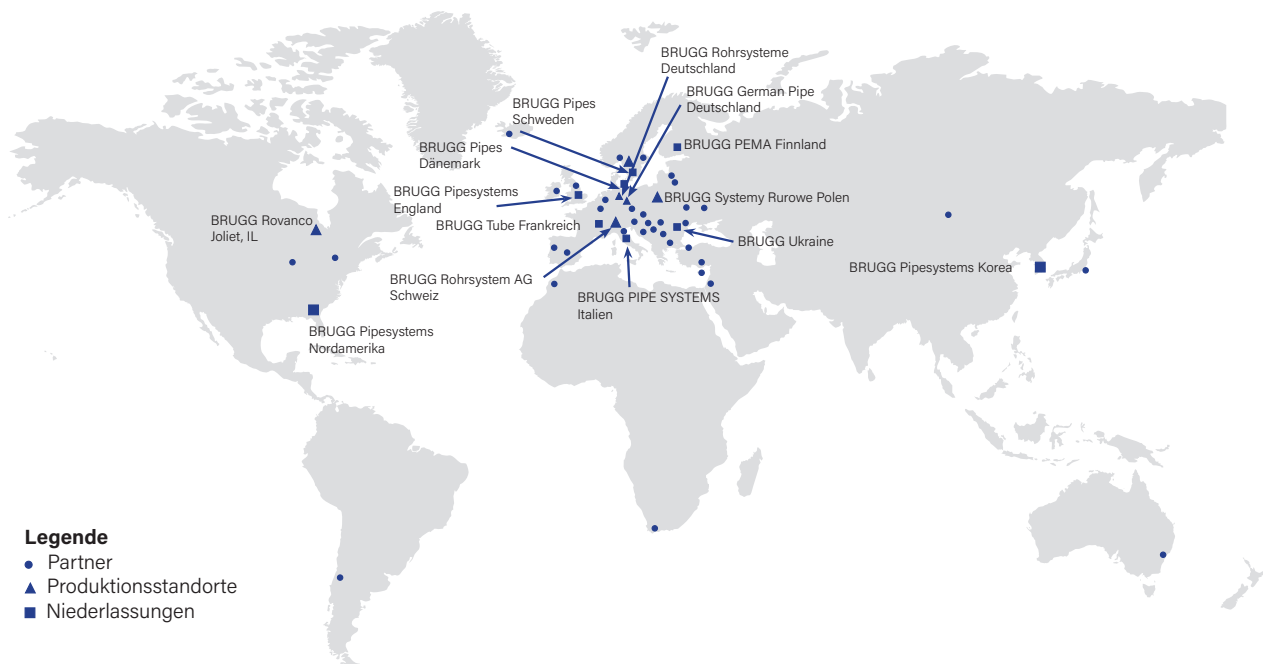 BRUGG Rohrsysteme
Deutschland
BRUGG German Pipe
Deutschland
BRUGG Pipes
Schweden
BRUGG Pipes
Dänemark
BRUGG PEMA Finnland
BRUGG Pipesystems
England
BRUGG Systemy Rurowe Polen
BRUGG Rovanco
Joliet, IL
BRUGG Tube Frankreich
BRUGG Ukraine
BRUGG Pipesystems Korea
BRUGG Rohrsystem AG
Schweiz
BRUGG PIPE SYSTEMS
Italien
BRUGG Pipesystems
Nordamerika
Legende
Partner
Produktionsstandorte
Niederlassungen